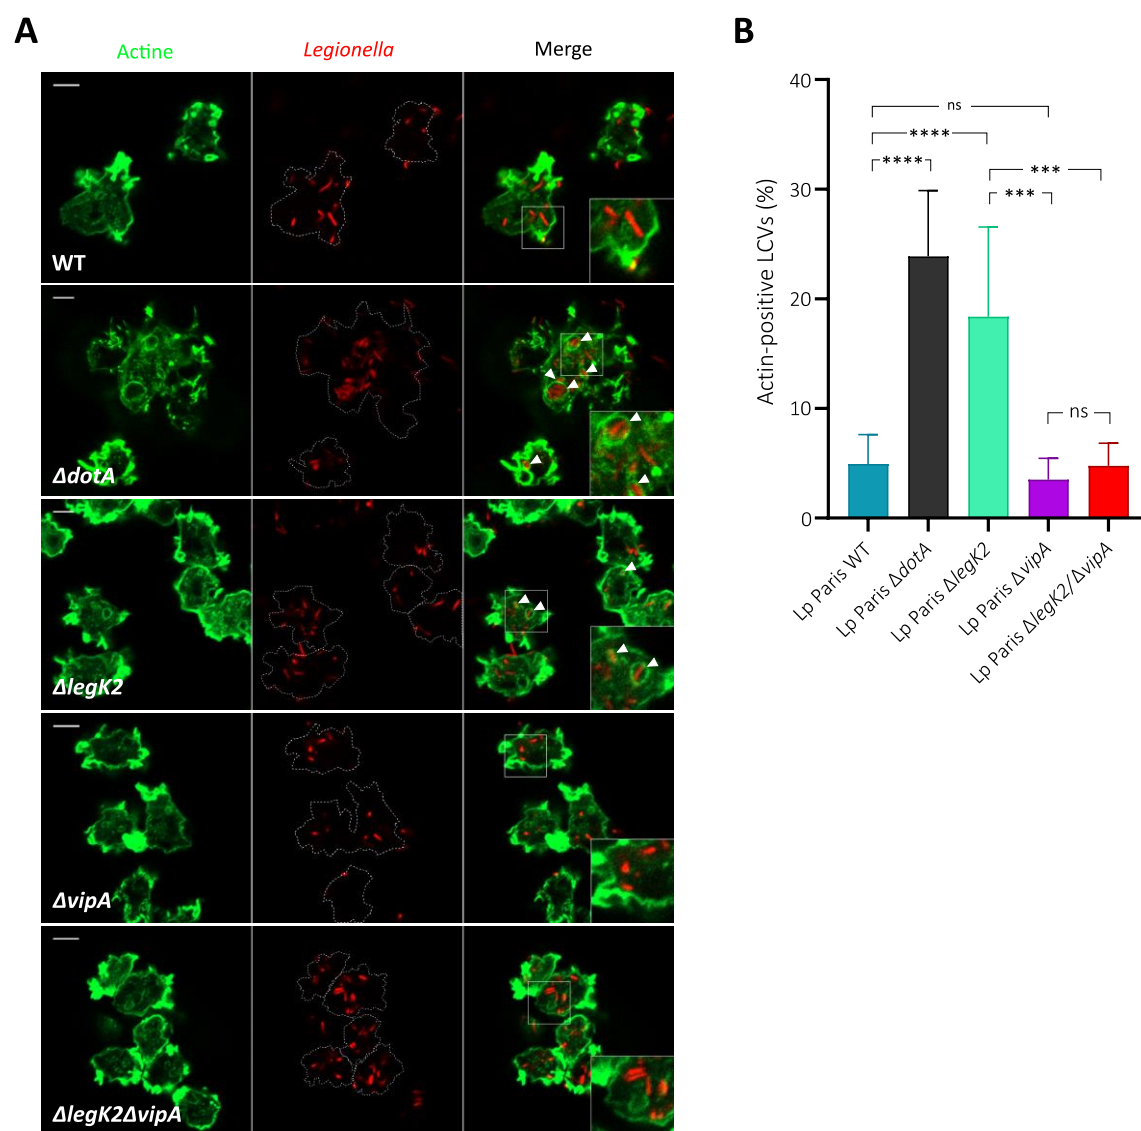 A
Actine
Legionella
Merge
WT
ΔdotA
ΔlegK2
ΔvipA
ΔlegK2ΔvipA
B
Actin-positive LCVs (%)
40
30
20
10
0
ns
****
****
***
***
ns
Lp Paris WT
Lp Paris ΔdotA
Lp Paris ΔlegK2
Lp Paris ΔvipA
Lp Paris ΔlegK2/ΔvipA